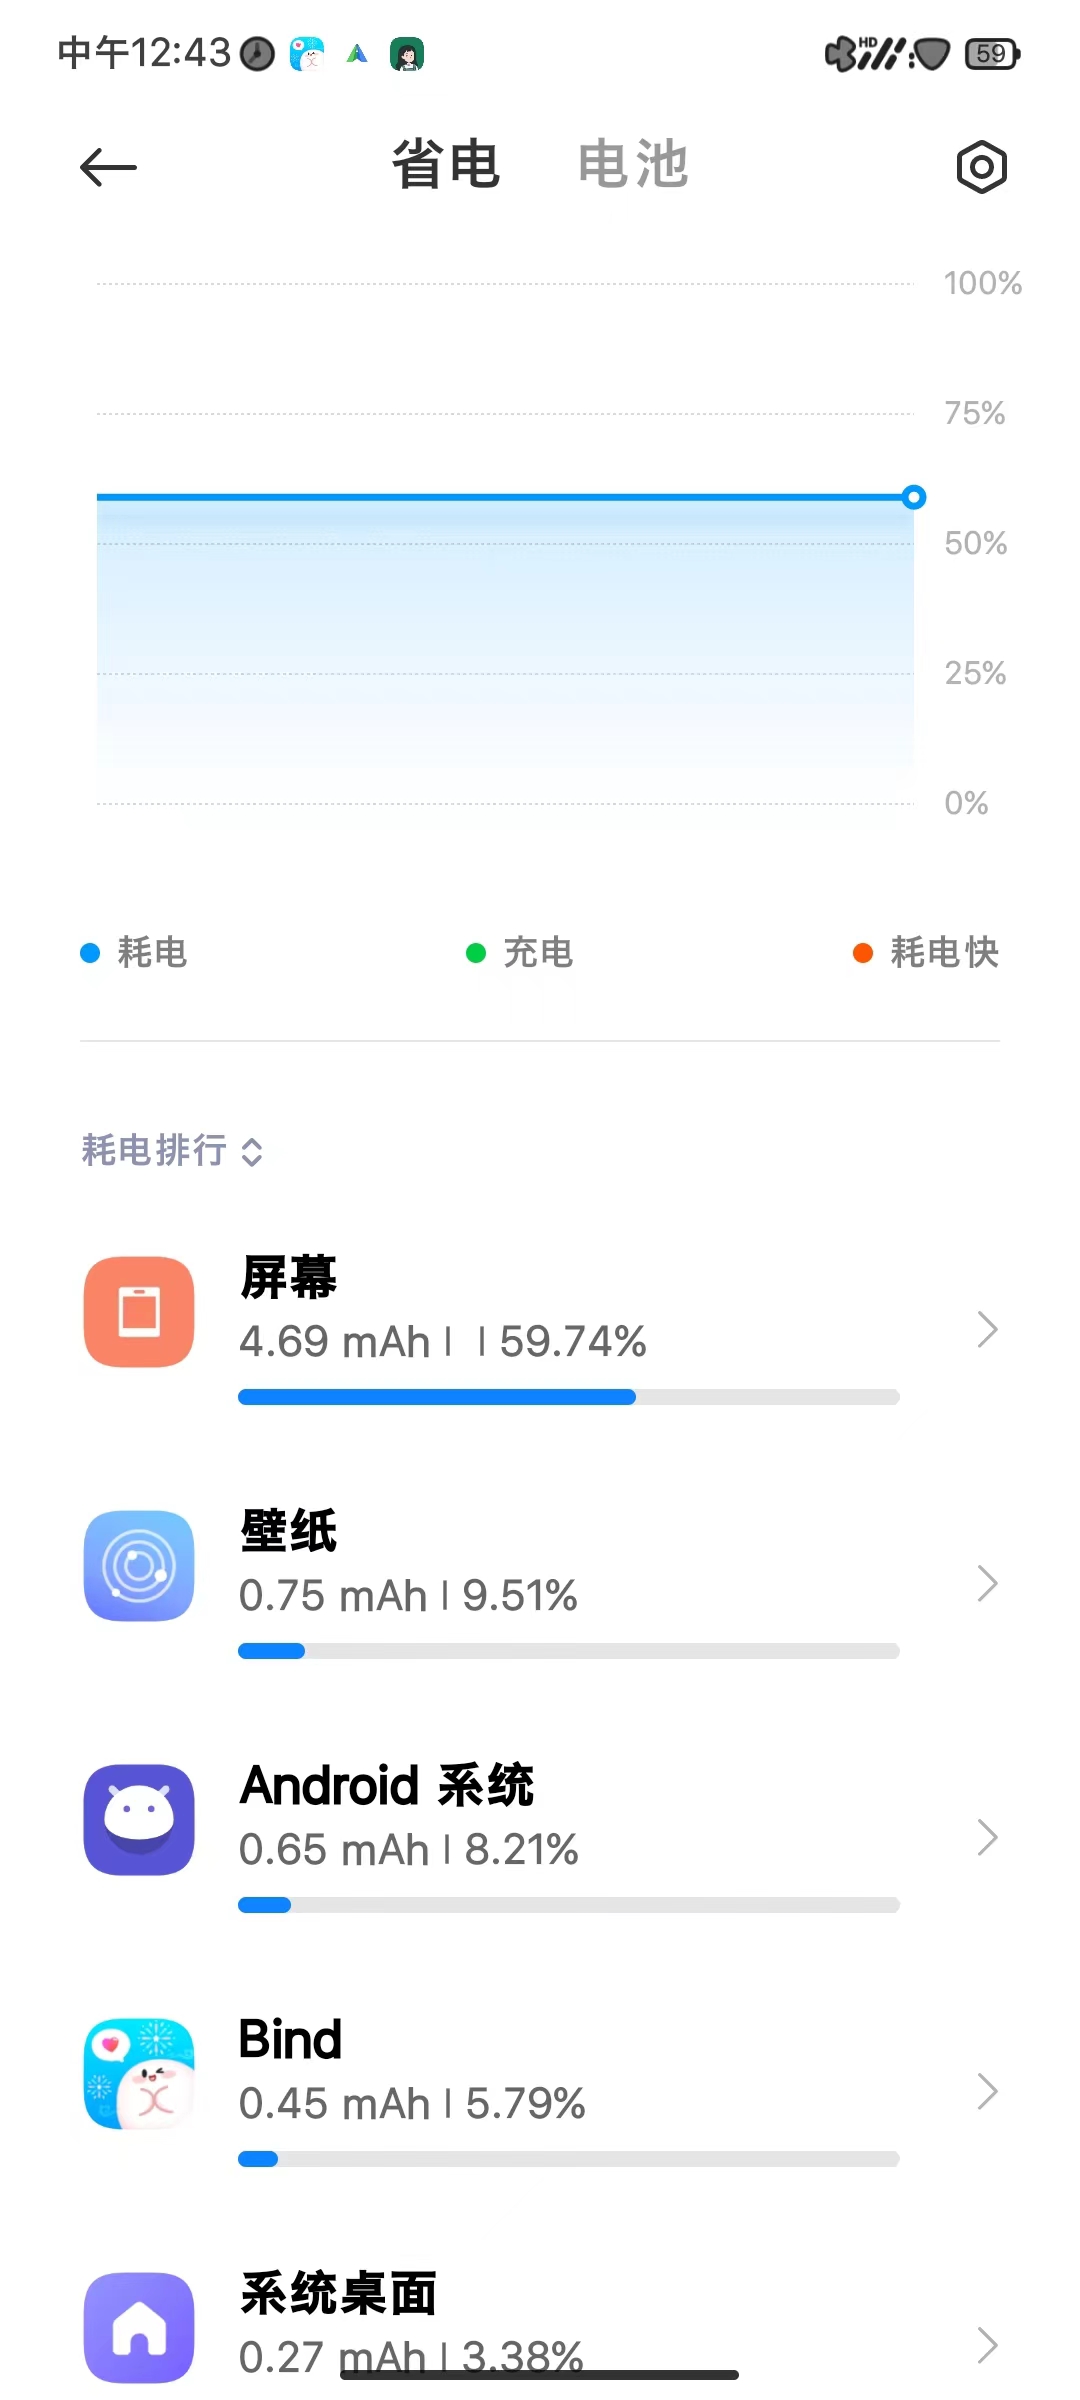 中午12:43
HD
59
省电 电池
100%
75%
50%
25%
0%
耗电 充电 耗电快
耗电排行
屏幕
4.69 mAh | | 59.74%
壁纸
0.75 mAh | 9.51%
Android 系统
0.65 mAh | 8.21%
Bind
0.45 mAh | 5.79%
系统桌面
0.27 mAh | 3.38%